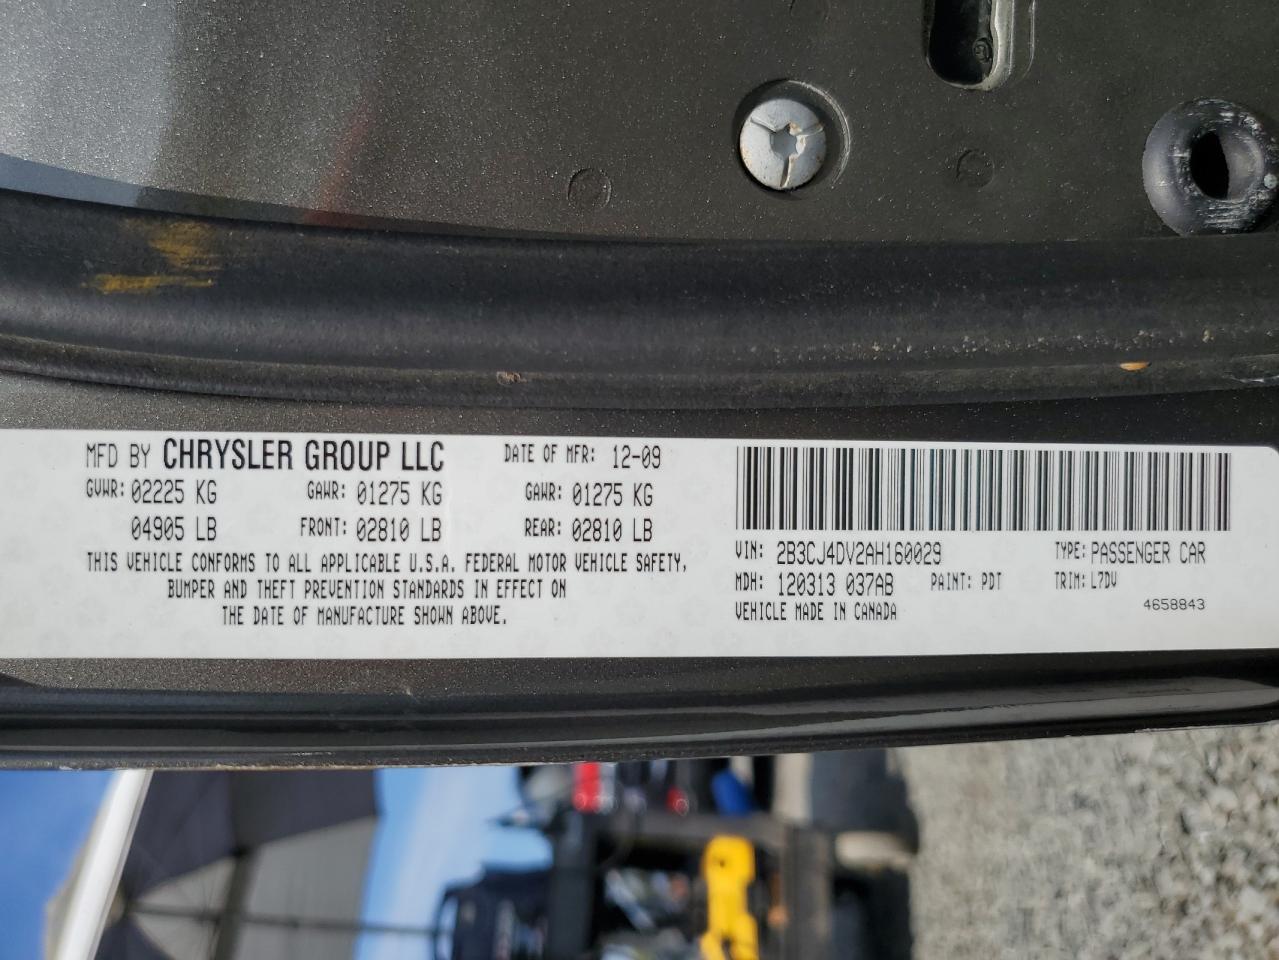 MFD BY CHRYSLER GROUP LLC DATE OF MFR: 12-09
GVWR: 02225 KG GAWR: 01275 KG GAWR: 01275 KG
04905 LB FRONT: 02810 LB REAR: 02810 LB
THIS VEHICLE CONFORMS TO ALL APPLICABLE U.S.A. FEDERAL MOTOR VEHICLE SAFETY,
BUMPER AND THEFT PREVENTION STANDARDS IN EFFECT ON
THE DATE OF MANUFACTURE SHOWN ABOVE.
VIN: 2B3CJ4DV2AH160029 TYPE: PASSENGER CAR
MDH: 120313 037AB PAINT: PDT TRIM: L7DV
VEHICLE MADE IN CANADA 4658843